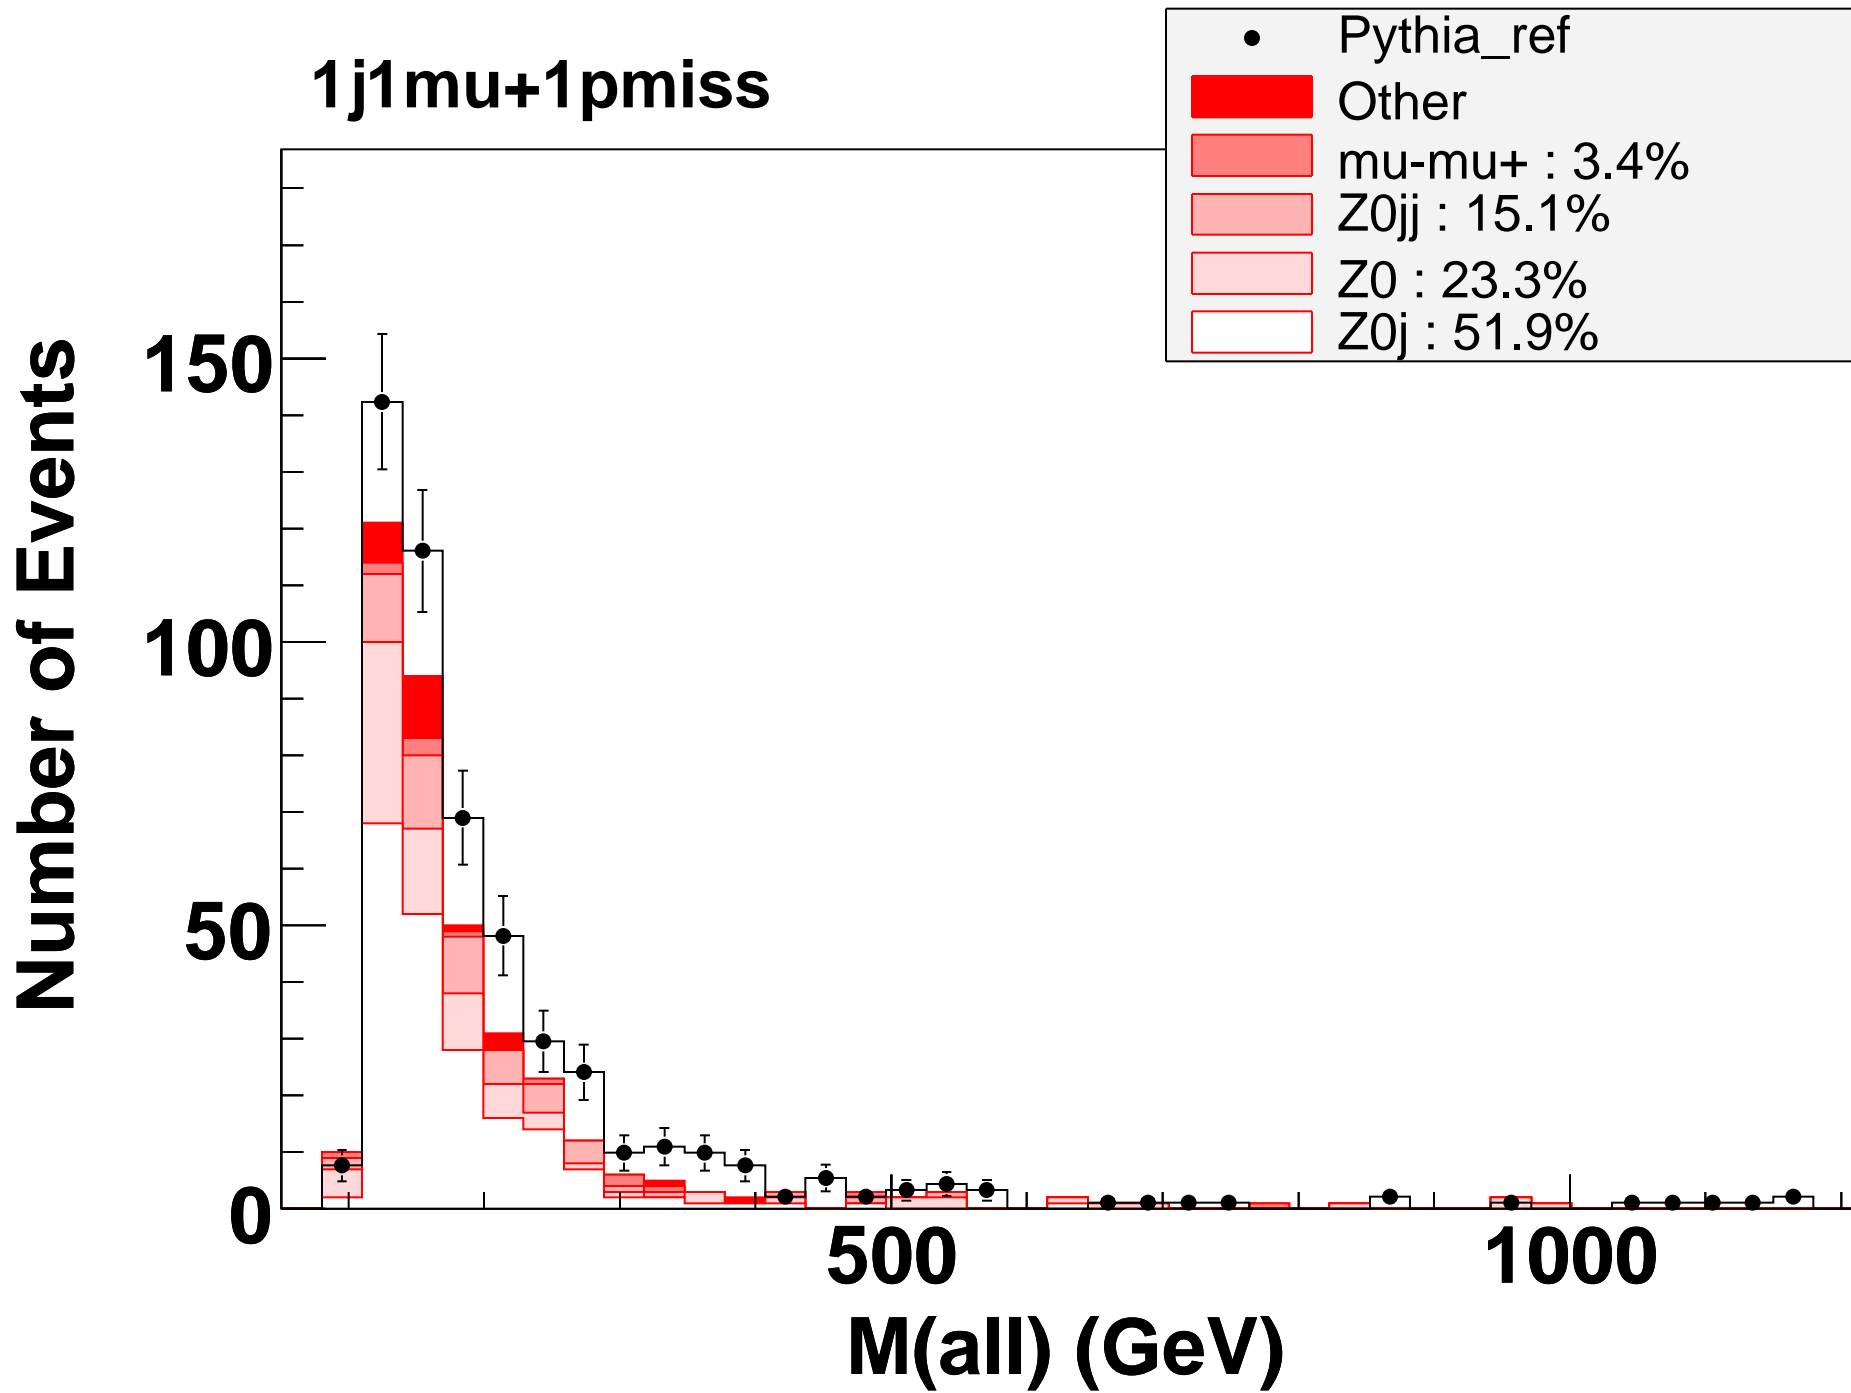 1j1mu+1pmiss
Pythia_ref
Other
mu-mu+ : 3.4%
Z0jj : 15.1%
Z0 : 23.3%
Z0j : 51.9%
Number of Events
150
100
50
0
500
1000
M(all) (GeV)